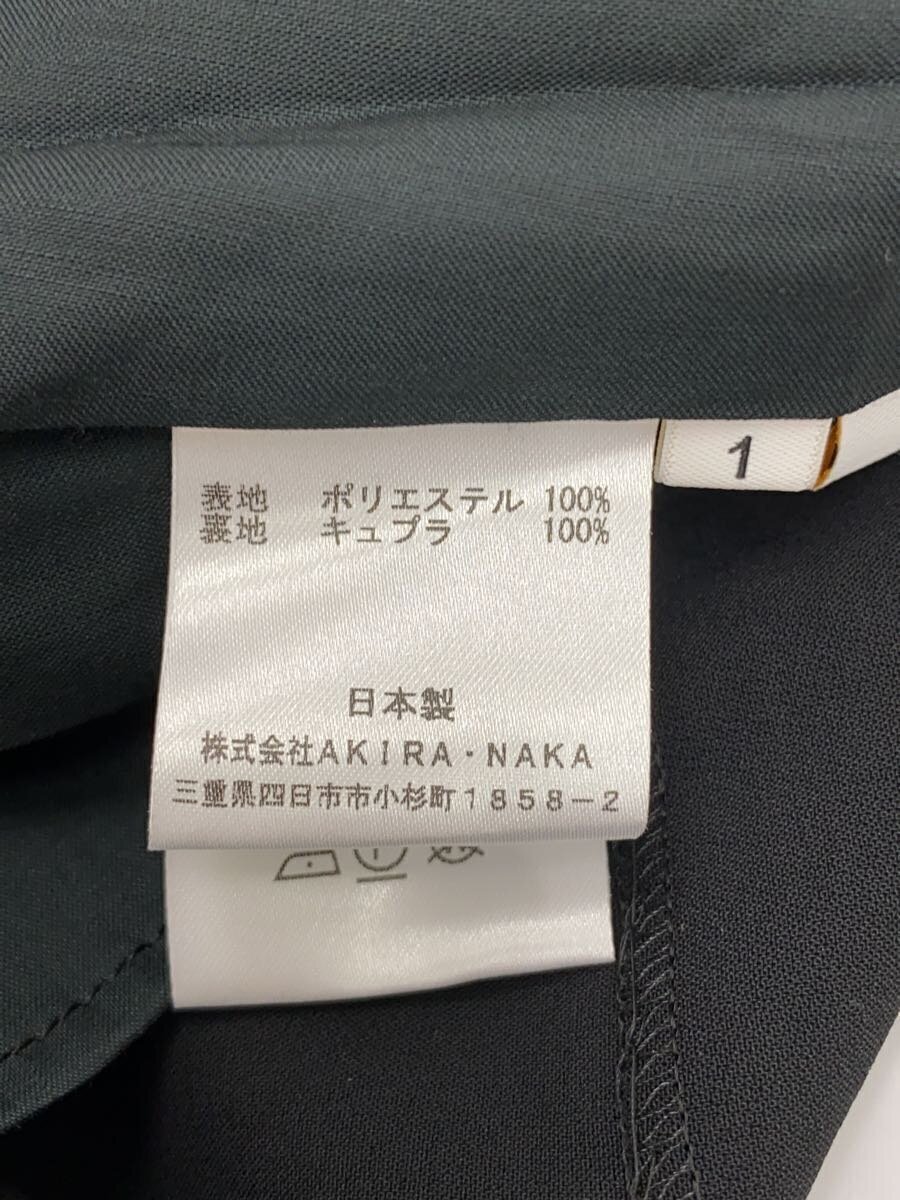 表地 ポリエステル 100%
裏地 キュプラ 100%
日本製
株式会社AKIRA・NAKA
三重県四日市市小杉町1858-2
1